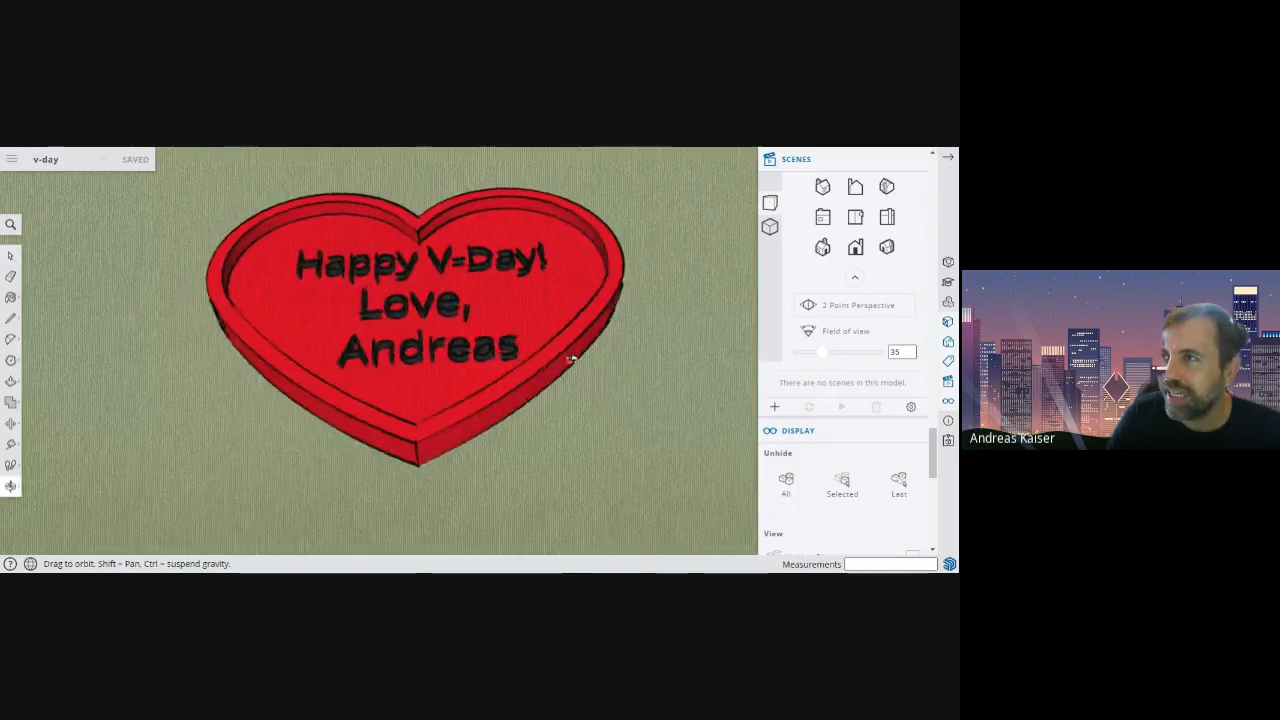 v-day
SAVED
SCENES
Happy V-Day!
Love,
Andreas
2 Point Perspective
Field of view
35
There are no scenes in this model.
DISPLAY
Unhide
All
Selected
Last
View
Drag to orbit. Shift = Pan, Ctrl = suspend gravity.
Measurements
Andreas Kaiser